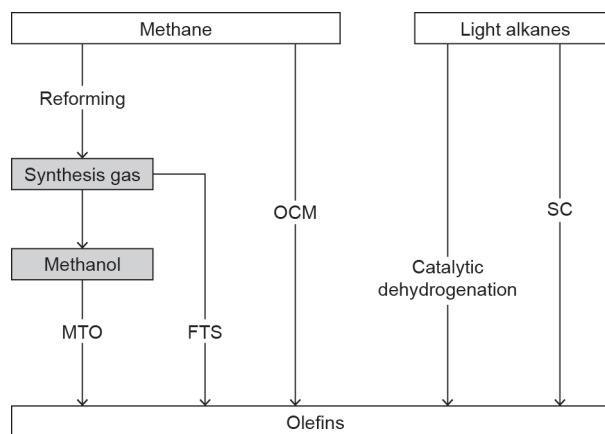 Methane
Light alkanes
Reforming
Synthesis gas
OCM
SC
Methanol
Catalytic
dehydrogenation
MTO
FTS
Olefins